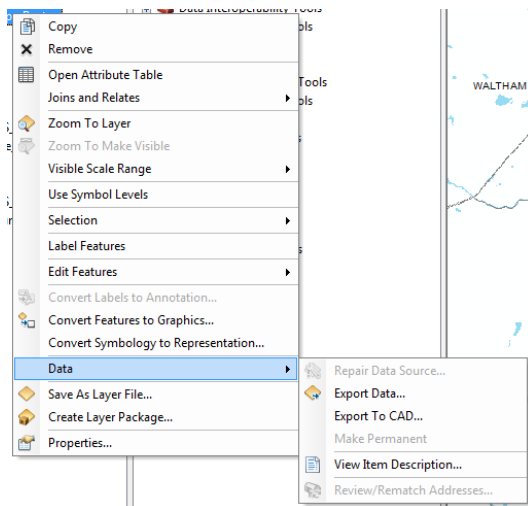 Data Interoperability Tools
Copy
ols
Remove
Open Attribute Table
Tools
WALTHAM
Joins and Relates
ols
Zoom To Layer
Zoom To Make Visible
Visible Scale Range
Use Symbol Levels
Selection
Label Features
Edit Features
Convert Labels to Annotation...
Convert Features to Graphics...
Convert Symbology to Representation...
Data
Repair Data Source...
Save As Layer File...
Export Data...
Create Layer Package...
Export To CAD...
Properties...
Make Permanent
View Item Description...
Review/Rematch Addresses...